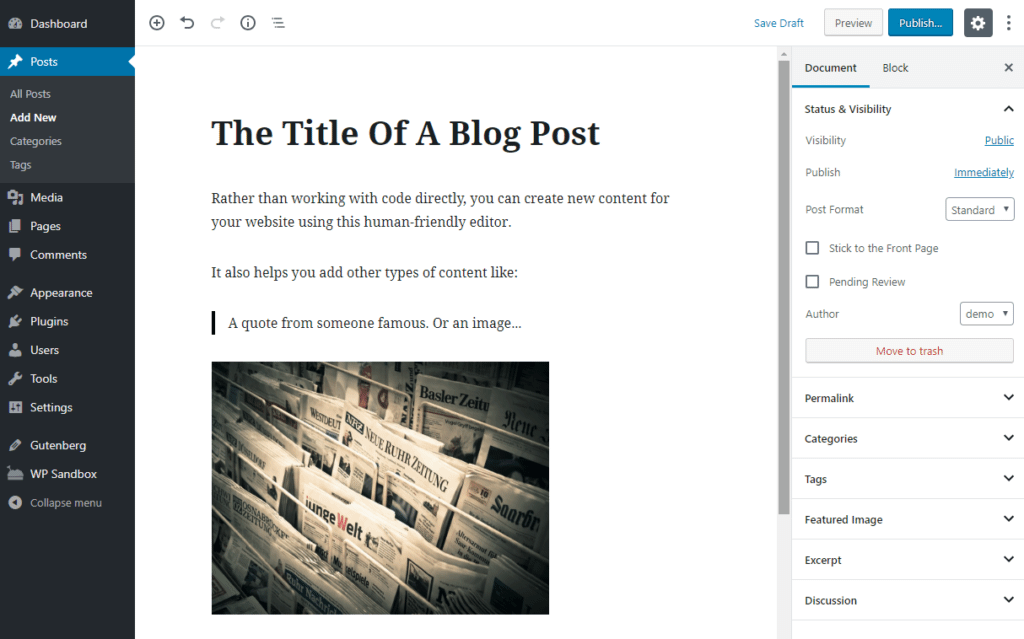 Dashboard
Posts
All Posts
Add New
Categories
Tags
Media
Pages
Comments
Appearance
Plugins
Users
Tools
Settings
Gutenberg
WP Sandbox
Collapse menu
Save Draft
Preview
Publish...
The Title Of A Blog Post
Rather than working with code directly, you can create new content for
your website using this human-friendly editor.
It also helps you add other types of content like:
A quote from someone famous. Or an image...
Basler Zeitu
Neue
WESTDEUT
NRZ NEUE RUHR ZEITUNG
junge Welt
Saarbr
Document
Block
Status & Visibility
Visibility Public
Publish Immediately
Post Format Standard
Stick to the Front Page
Pending Review
Author demo
Move to trash
Permalink
Categories
Tags
Featured Image
Excerpt
Discussion